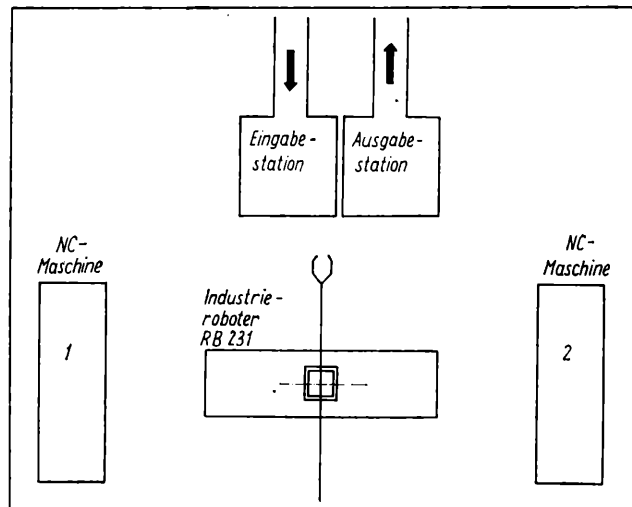 Eingabe-
station
Ausgabe-
station
NC-
Maschine
1
Industrie-
roboter
RB 231
NC-
Maschine
2